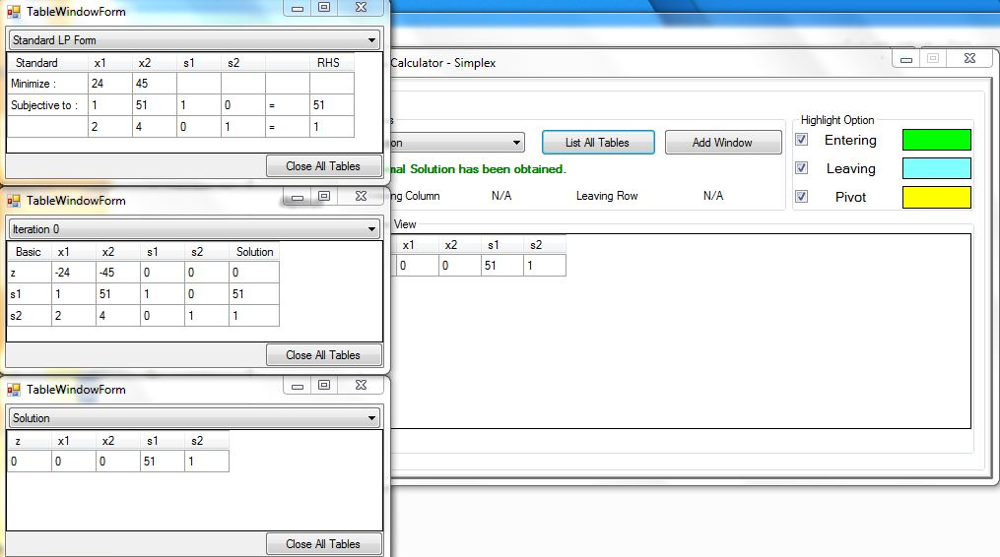 TableWindowForm
Standard LP Form
Standard x1 x2 s1 s2 RHS
Minimize : 24 45
Subjective to : 1 51 1 0 = 51
2 4 0 1 = 1
Close All Tables
TableWindowForm
Iteration 0
Basic x1 x2 s1 s2 Solution
z -24 -45 0 0 0
s1 1 51 1 0 51
s2 2 4 0 1 1
Close All Tables
TableWindowForm
Solution
z x1 x2 s1 s2
0 0 0 51 1
Close All Tables
Calculator - Simplex
List All Tables Add Window
Solution has been obtained.
Column N/A Leaving Row N/A
Highlight Option
Entering
Leaving
Pivot
View
x1 x2 s1 s2
0 0 51 1